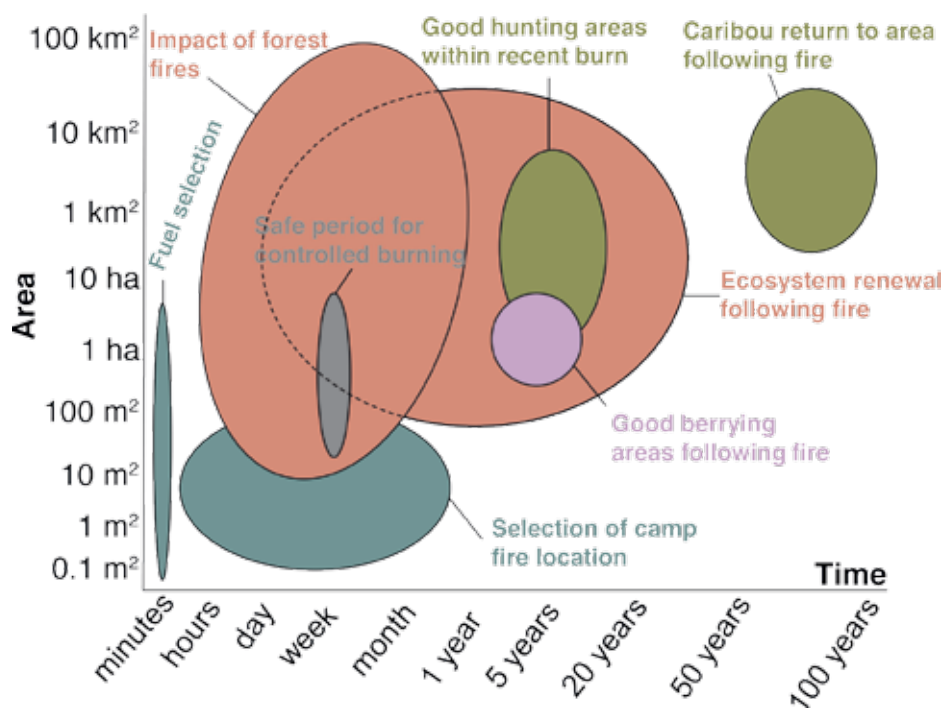 100 km²
10 km²
1 km²
10 ha
1 ha
100 m²
10 m²
1 m²
0.1 m²
Area
Fuel selection
Impact of forest
fires
Good hunting areas
within recent burn
Caribou return to area
following fire
Safe period for
controlled burning
Ecosystem renewal
following fire
Good berrying
areas following fire
Selection of camp
fire location
Time
minutes
hours
day
week
month
1 year
5 years
20 years
50 years
100 years